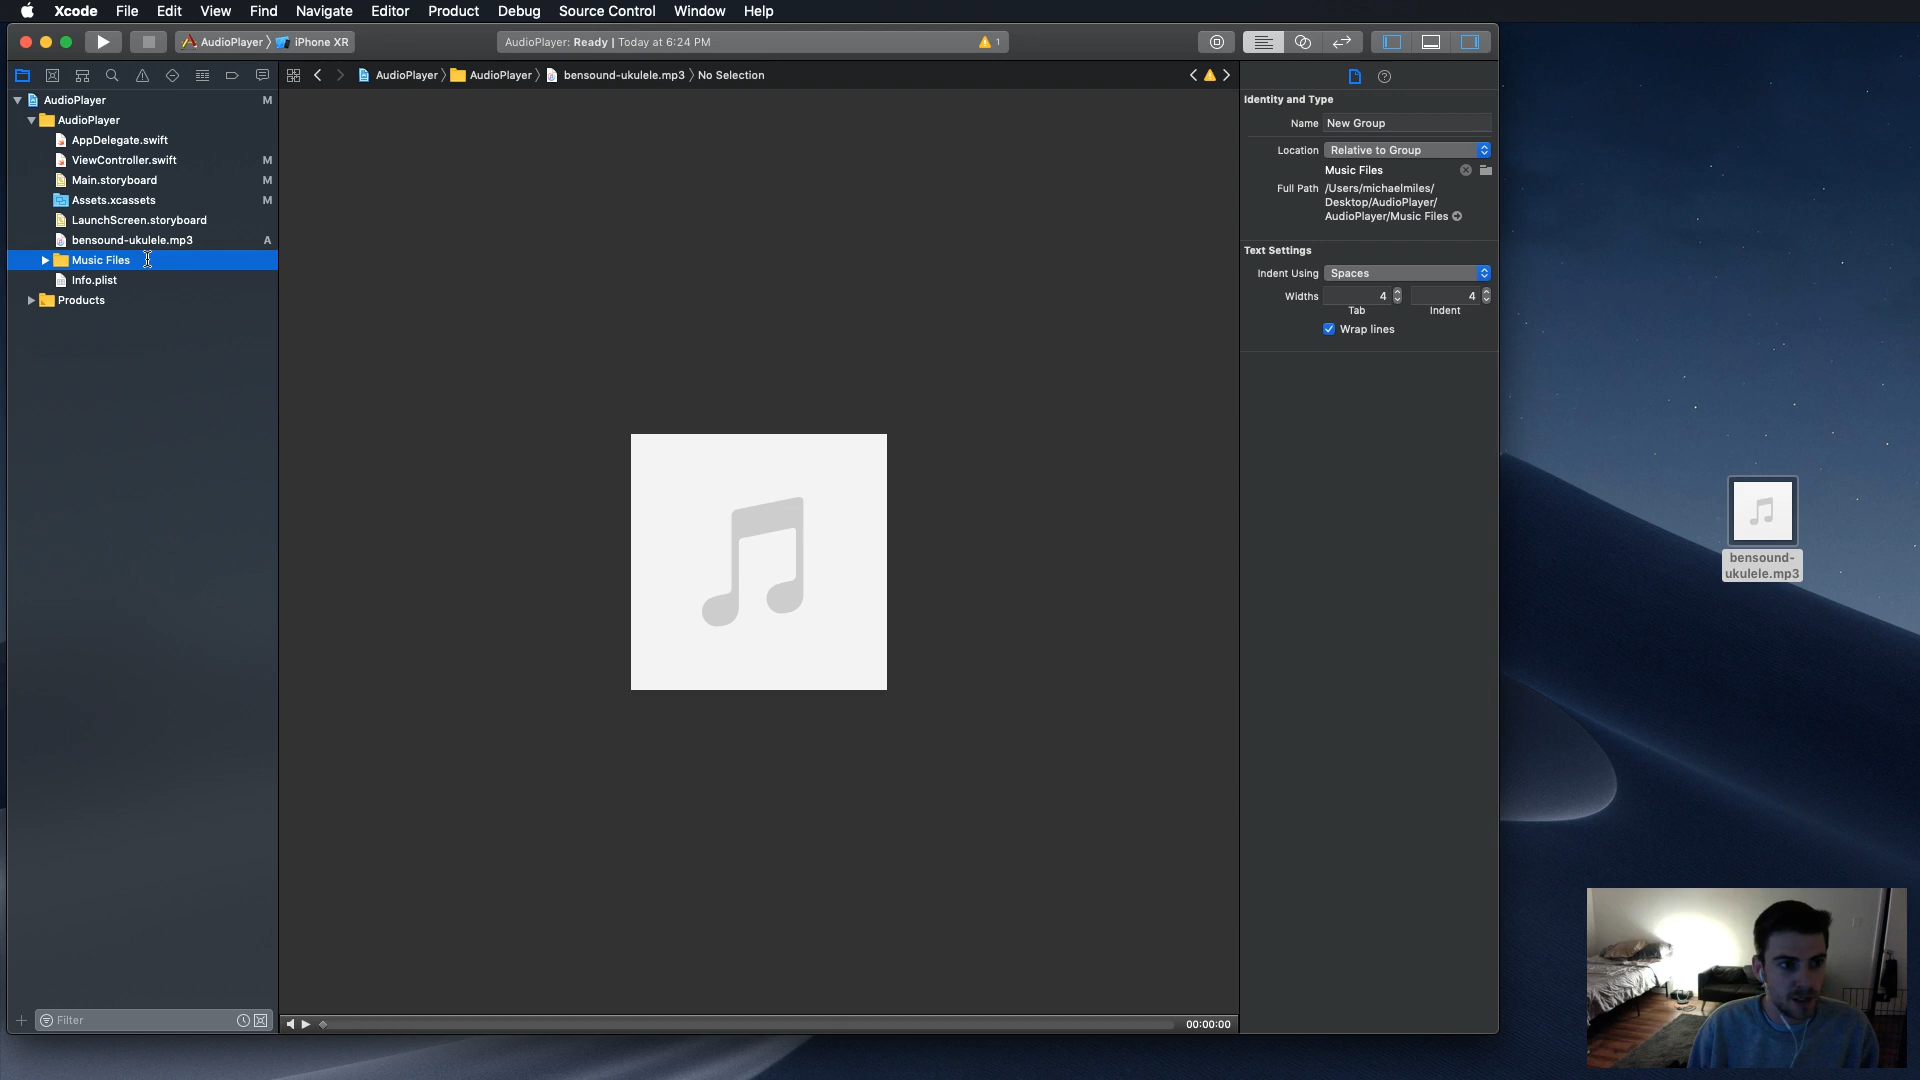 Xcode File Edit View Find Navigate Editor Product Debug Source Control Window Help
AudioPlayer iPhone XR
AudioPlayer: Ready | Today at 6:24 PM
1
AudioPlayer AudioPlayer bensound-ukulele.mp3 No Selection
AudioPlayer M
AudioPlayer
AppDelegate.swift
ViewController.swift M
Main.storyboard M
Assets.xcassets M
LaunchScreen.storyboard
bensound-ukulele.mp3 A
Music Files
Info.plist
Products
Filter
00:00:00
Identity and Type
Name New Group
Location Relative to Group
Music Files
Full Path /Users/michaelmiles/
Desktop/AudioPlayer/
AudioPlayer/Music Files
Text Settings
Indent Using Spaces
Widths 4 4
Tab Indent
Wrap lines
bensound-
ukulele.mp3